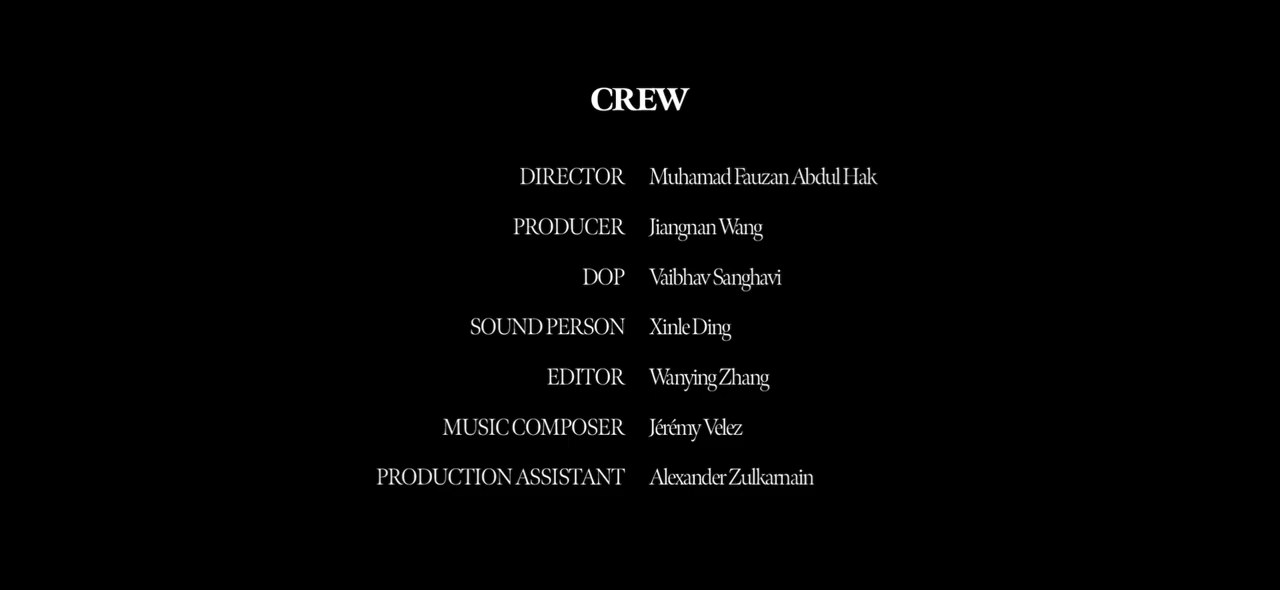 CREW
DIRECTOR Muhamad Fauzan Abdul Hak
PRODUCER Jiangnan Wang
DOP Vaibhav Sanghavi
SOUND PERSON Xinle Ding
EDITOR Wanying Zhang
MUSIC COMPOSER Jérémy Velez
PRODUCTION ASSISTANT Alexander Zulkarnain